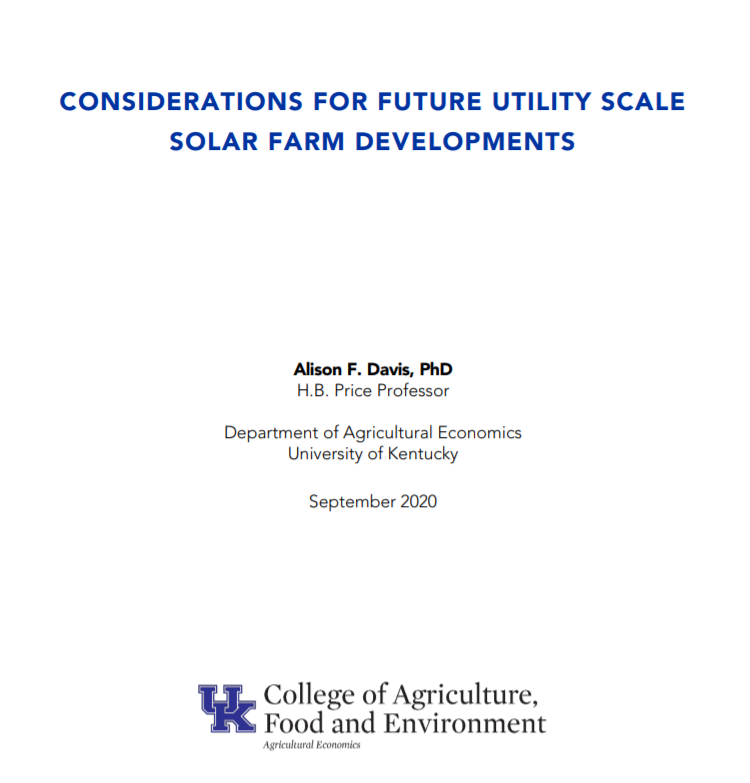 CONSIDERATIONS FOR FUTURE UTILITY SCALE
SOLAR FARM DEVELOPMENTS
Alison F. Davis, PhD
H.B. Price Professor
Department of Agricultural Economics
University of Kentucky
September 2020
UK
College of Agriculture,
Food and Environment
Agricultural Economics